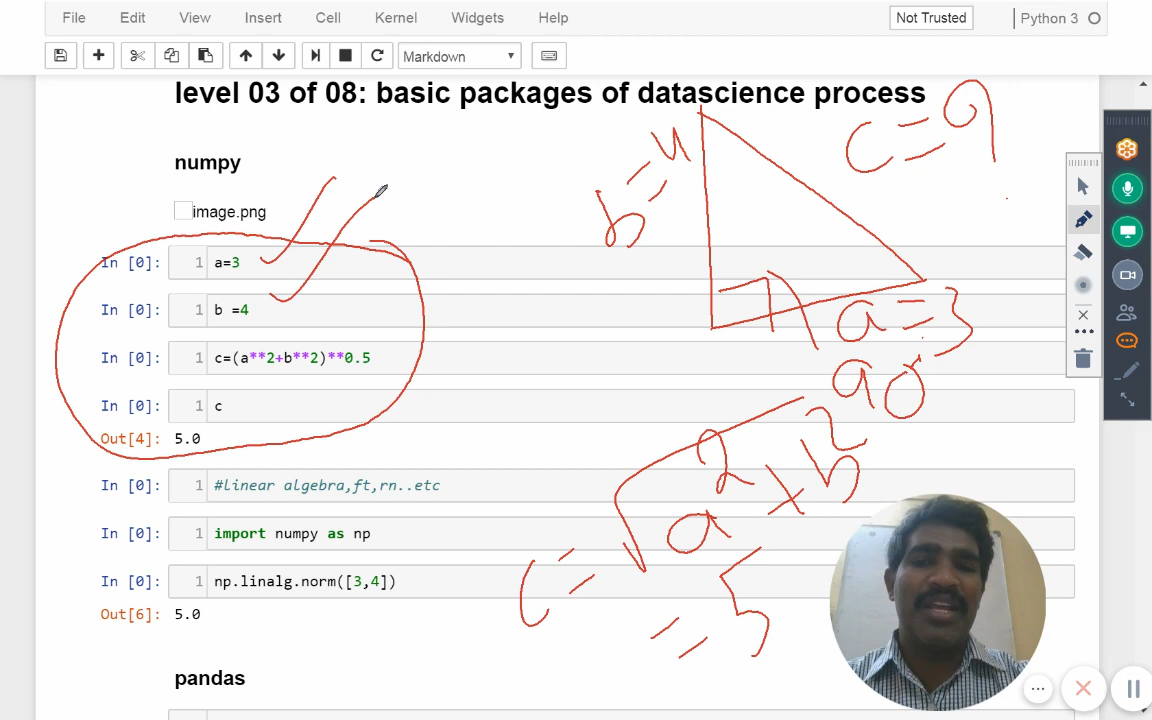 File Edit View Insert Cell Kernel Widgets Help Not Trusted Python 3
Markdown
level 03 of 08: basic packages of datascience process
c=9
numpy
b=4
image.png
In [0]: 1 a=3
In [0]: 1 b =4
a=3
In [0]: 1 c=(a**2+b**2)**0.5
90
In [0]: 1 c
Out[4]: 5.0
In [0]: 1 #linear algebra,ft,rn..etc
c=√a2+b2
In [0]: 1 import numpy as np
In [0]: 1 np.linalg.norm([3,4])
=5
Out[6]: 5.0
pandas